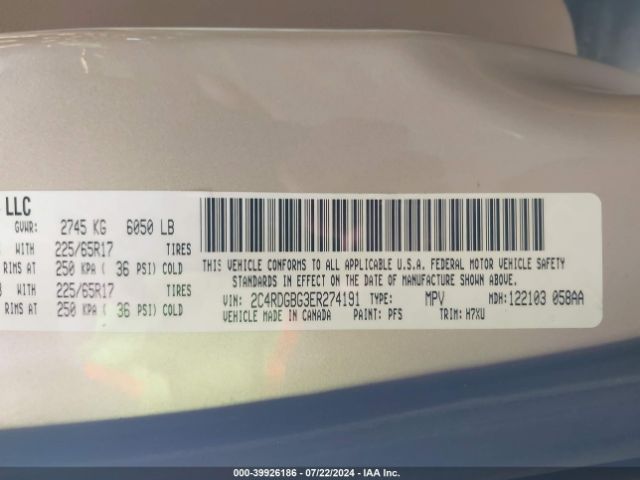 LLC
GVWR: 2745 KG 6050 LB
WITH 225/65R17 TIRES
RIMS AT 250 KPA ( 36 PSI) COLD
WITH 225/65R17 TIRES
RIMS AT 250 KPA ( 36 PSI) COLD
THIS VEHICLE CONFORMS TO ALL APPLICABLE U.S.A. FEDERAL MOTOR VEHICLE SAFETY
STANDARDS IN EFFECT ON THE DATE OF MANUFACTURE SHOWN ABOVE.
VIN: 2C4RDGBG3ER274191 TYPE: MPV MDH:122103 058AA
VEHICLE MADE IN CANADA PAINT: PFS TRIM: H7XU
000-39926186 - 07/22/2024 - IAA Inc.